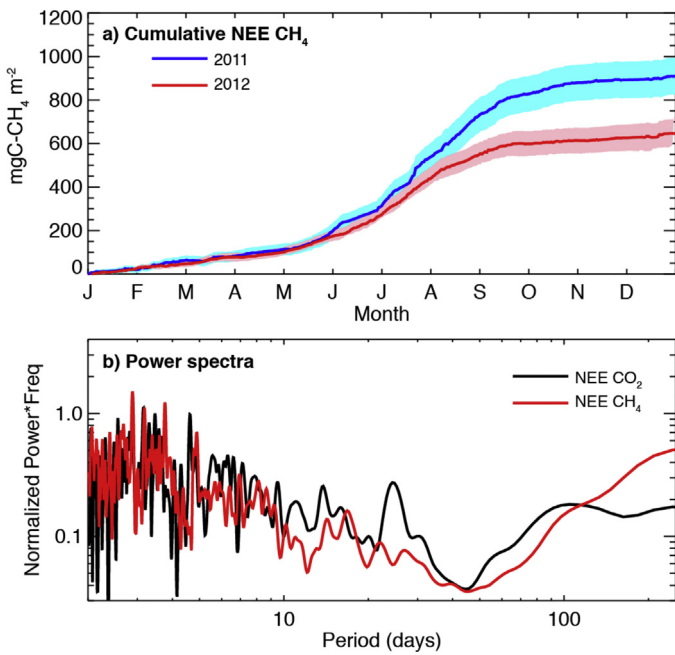 a) Cumulative NEE CH₄
2011
2012
mgC-CH₄ m⁻²
1200
1000
800
600
400
200
0
J F M A M J J A S O N D
Month
b) Power spectra
NEE CO₂
NEE CH₄
Normalized Power*Freq
1.0
0.1
10 100
Period (days)